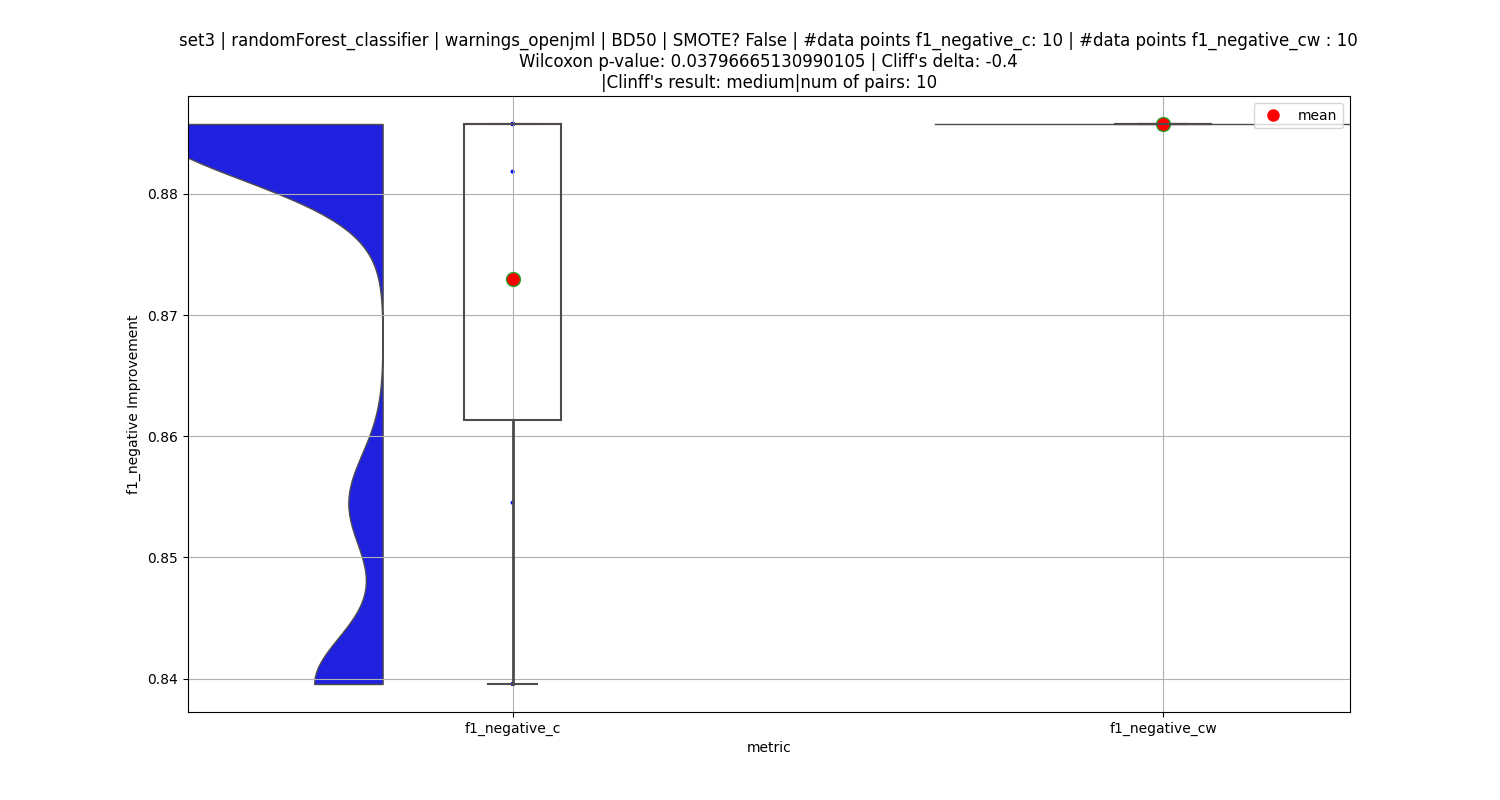 set3 | randomForest_classifier | warnings_openjml | BD50 | SMOTE? False | #data points f1_negative_c: 10 | #data points f1_negative_cw : 10
Wilcoxon p-value: 0.03796665130990105 | Cliff's delta: -0.4
|Clinff's result: medium|num of pairs: 10
mean
0.88
0.87
0.86
0.85
0.84
f1_negative Improvement
f1_negative_c
f1_negative_cw
metric